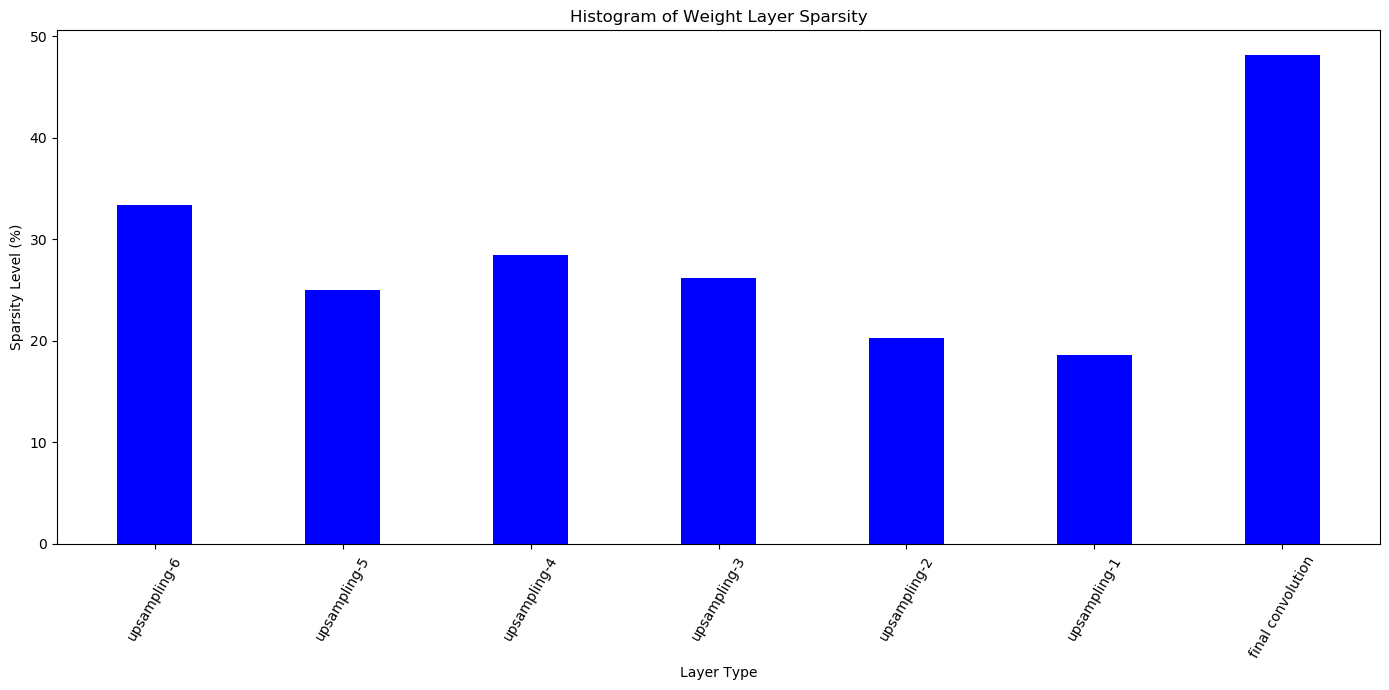 Histogram of Weight Layer Sparsity
50
40
30
20
10
0
Sparsity Level (%)
upsampling-6
upsampling-5
upsampling-4
upsampling-3
upsampling-2
upsampling-1
final convolution
Layer Type